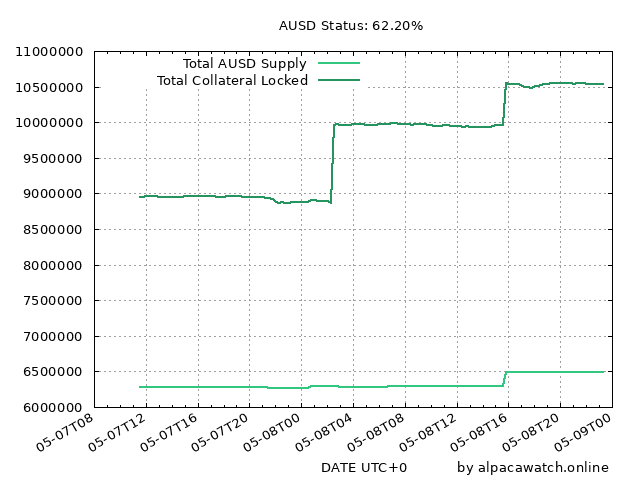 AUSD Status: 62.20%
Total AUSD Supply
Total Collateral Locked
11000000
10500000
10000000
9500000
9000000
8500000
8000000
7500000
7000000
6500000
6000000
05-07T08
05-07T12
05-07T16
05-07T20
05-08T00
05-08T04
05-08T08
05-08T12
05-08T16
05-08T20
05-09T00
DATE UTC+0
by alpacawatch.online